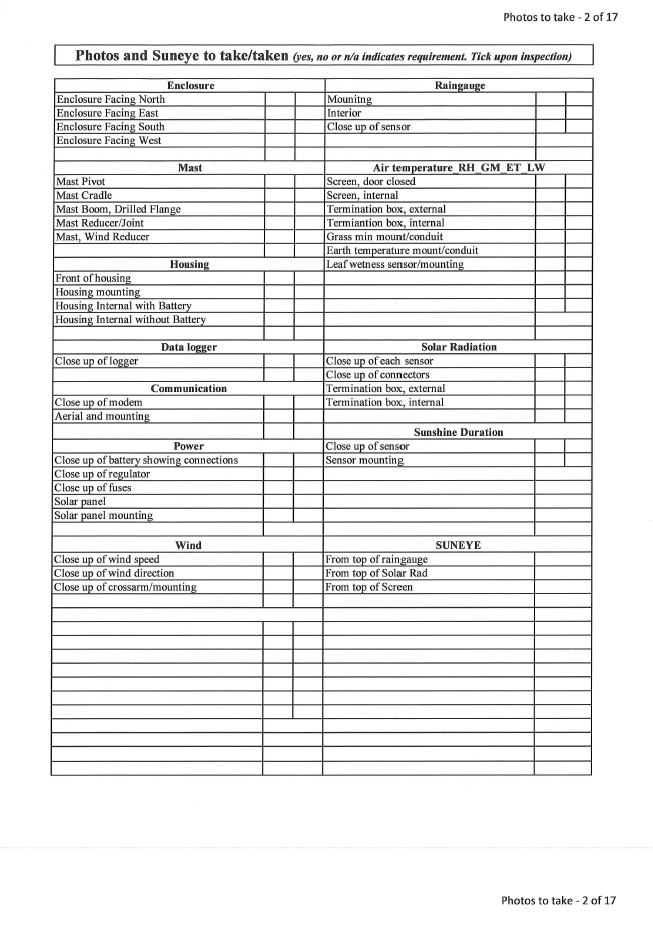 Photos to take - 2 of 17
Photos and Suneye to take/taken (yes, no or n/a indicates requirement. Tick upon inspection)
Enclosure
Enclosure Facing North
Enclosure Facing East
Enclosure Facing South
Enclosure Facing West
Mast
Mast Pivot
Mast Cradle
Mast Boom, Drilled Flange
Mast Reducer/Joint
Mast, Wind Reducer
Housing
Front of housing
Housing mounting
Housing Internal with Battery
Housing Internal without Battery
Data logger
Close up of logger
Communication
Close up of modem
Aerial and mounting
Power
Close up of battery showing connections
Close up of regulator
Close up of fuses
Solar panel
Solar panel mounting
Wind
Close up of wind speed
Close up of wind direction
Close up of crossarm/mounting
Raingauge
Mounitng
Interior
Close up of sensor
Air temperature_RH_GM_ET_LW
Screen, door closed
Screen, internal
Termination box, external
Termiantion box, internal
Grass min mount/conduit
Earth temperature mount/conduit
Leaf wetness sensor/mounting
Solar Radiation
Close up of each sensor
Close up of connectors
Termination box, external
Termination box, internal
Sunshine Duration
Close up of sensor
Sensor mounting
SUNEYE
From top of raingauge
From top of Solar Rad
From top of Screen
Photos to take - 2 of 17